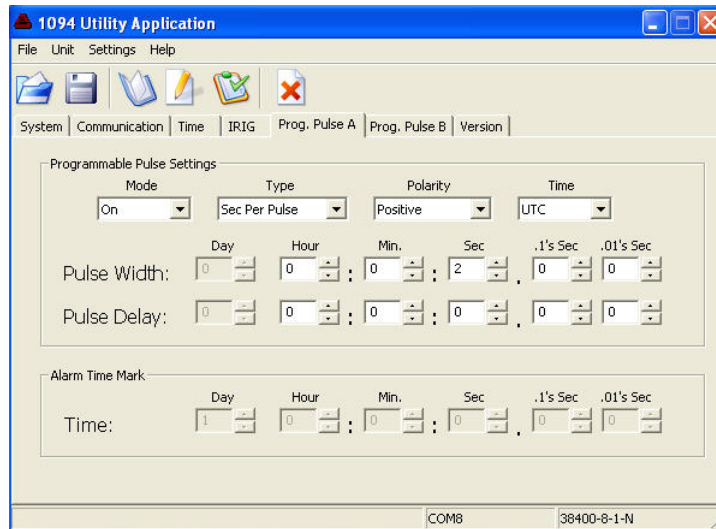 1094 Utility Application
File Unit Settings Help
System Communication Time IRIG Prog. Pulse A Prog. Pulse B Version
Programmable Pulse Settings
Mode Type Polarity Time
On Sec Per Pulse Positive UTC
Day Hour Min. Sec .1's Sec .01's Sec
Pulse Width: 0 0 : 0 : 2 . 0 0
Pulse Delay: 0 0 : 0 : 0 . 0 0
Alarm Time Mark
Day Hour Min. Sec .1's Sec .01's Sec
Time: 1 0 : 0 : 0 . 0 0
COM8 38400-8-1-N